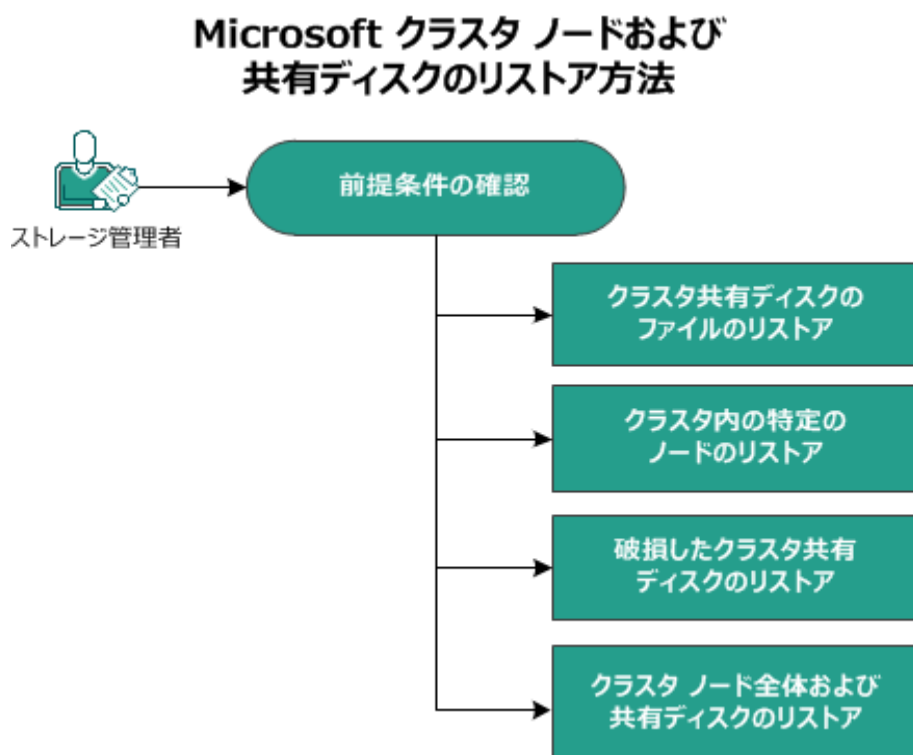 Microsoft クラスタ ノードおよび
共有ディスクのリストア方法
前提条件の確認
ストレージ管理者
クラスタ共有ディスクの
ファイルのリストア
クラスタ内の特定の
ノードのリストア
破損したクラスタ共有
ディスクのリストア
クラスタ ノード全体および
共有ディスクのリストア